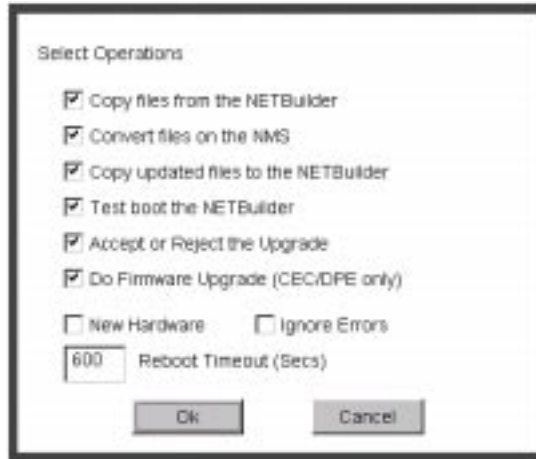 Select Operations
Copy files from the NETBuilder
Convert files on the NMS
Copy updated files to the NETBuilder
Test boot the NETBuilder
Accept or Reject the Upgrade
Do Firmware Upgrade (CEC/DPE only)
New Hardware Ignore Errors
600 Reboot Timeout (Secs)
Ok Cancel